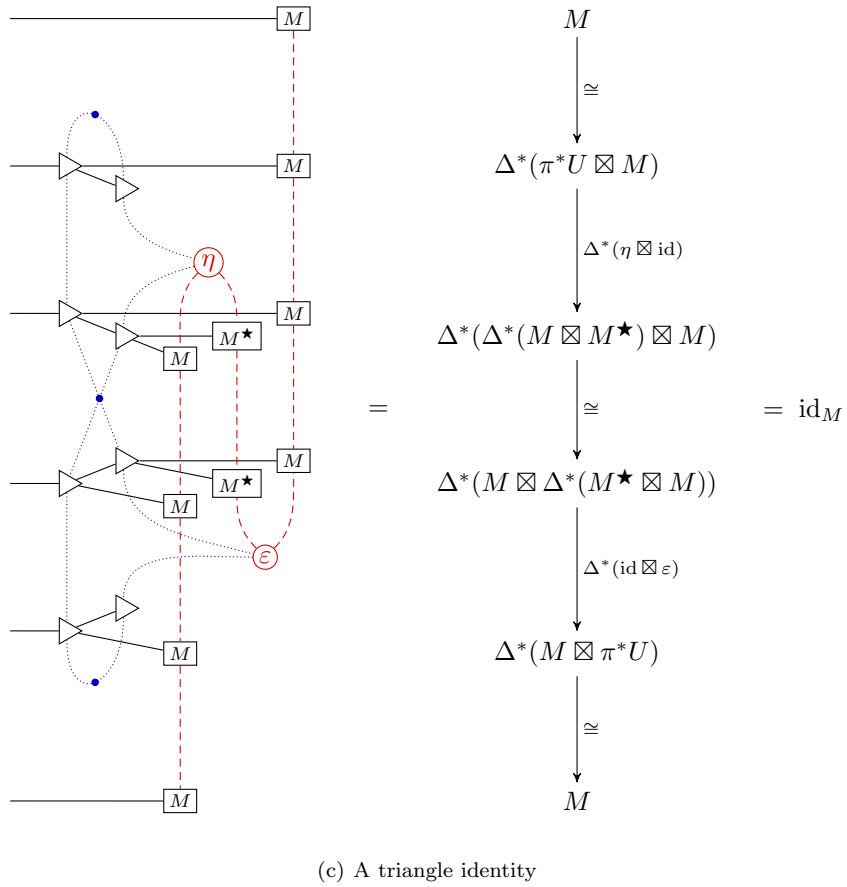 M M
≅
M Δ*(π*U ⊠ M)
η Δ*(η ⊠ id)
M Δ*(Δ*(M ⊠ M★) ⊠ M)
M★
M
= ≅ = id_M
M Δ*(M ⊠ Δ*(M★ ⊠ M))
M★
M
ε Δ*(id ⊠ ε)
M Δ*(M ⊠ π*U)
≅
M M
(c) A triangle identity